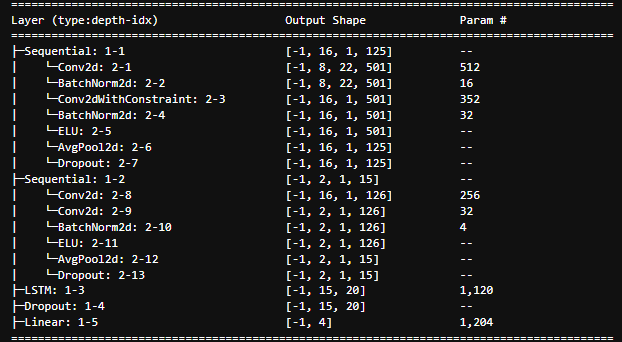 ==========================================================================================
Layer (type:depth-idx) Output Shape Param #
==========================================================================================
├─Sequential: 1-1 [-1, 16, 1, 125] --
│ └─Conv2d: 2-1 [-1, 8, 22, 501] 512
│ └─BatchNorm2d: 2-2 [-1, 8, 22, 501] 16
│ └─Conv2dWithConstraint: 2-3 [-1, 16, 1, 501] 352
│ └─BatchNorm2d: 2-4 [-1, 16, 1, 501] 32
│ └─ELU: 2-5 [-1, 16, 1, 501] --
│ └─AvgPool2d: 2-6 [-1, 16, 1, 125] --
│ └─Dropout: 2-7 [-1, 16, 1, 125] --
├─Sequential: 1-2 [-1, 2, 1, 15] --
│ └─Conv2d: 2-8 [-1, 16, 1, 126] 256
│ └─Conv2d: 2-9 [-1, 2, 1, 126] 32
│ └─BatchNorm2d: 2-10 [-1, 2, 1, 126] 4
│ └─ELU: 2-11 [-1, 2, 1, 126] --
│ └─AvgPool2d: 2-12 [-1, 2, 1, 15] --
│ └─Dropout: 2-13 [-1, 2, 1, 15] --
├─LSTM: 1-3 [-1, 15, 20] 1,120
├─Dropout: 1-4 [-1, 15, 20] --
├─Linear: 1-5 [-1, 4] 1,204
==========================================================================================